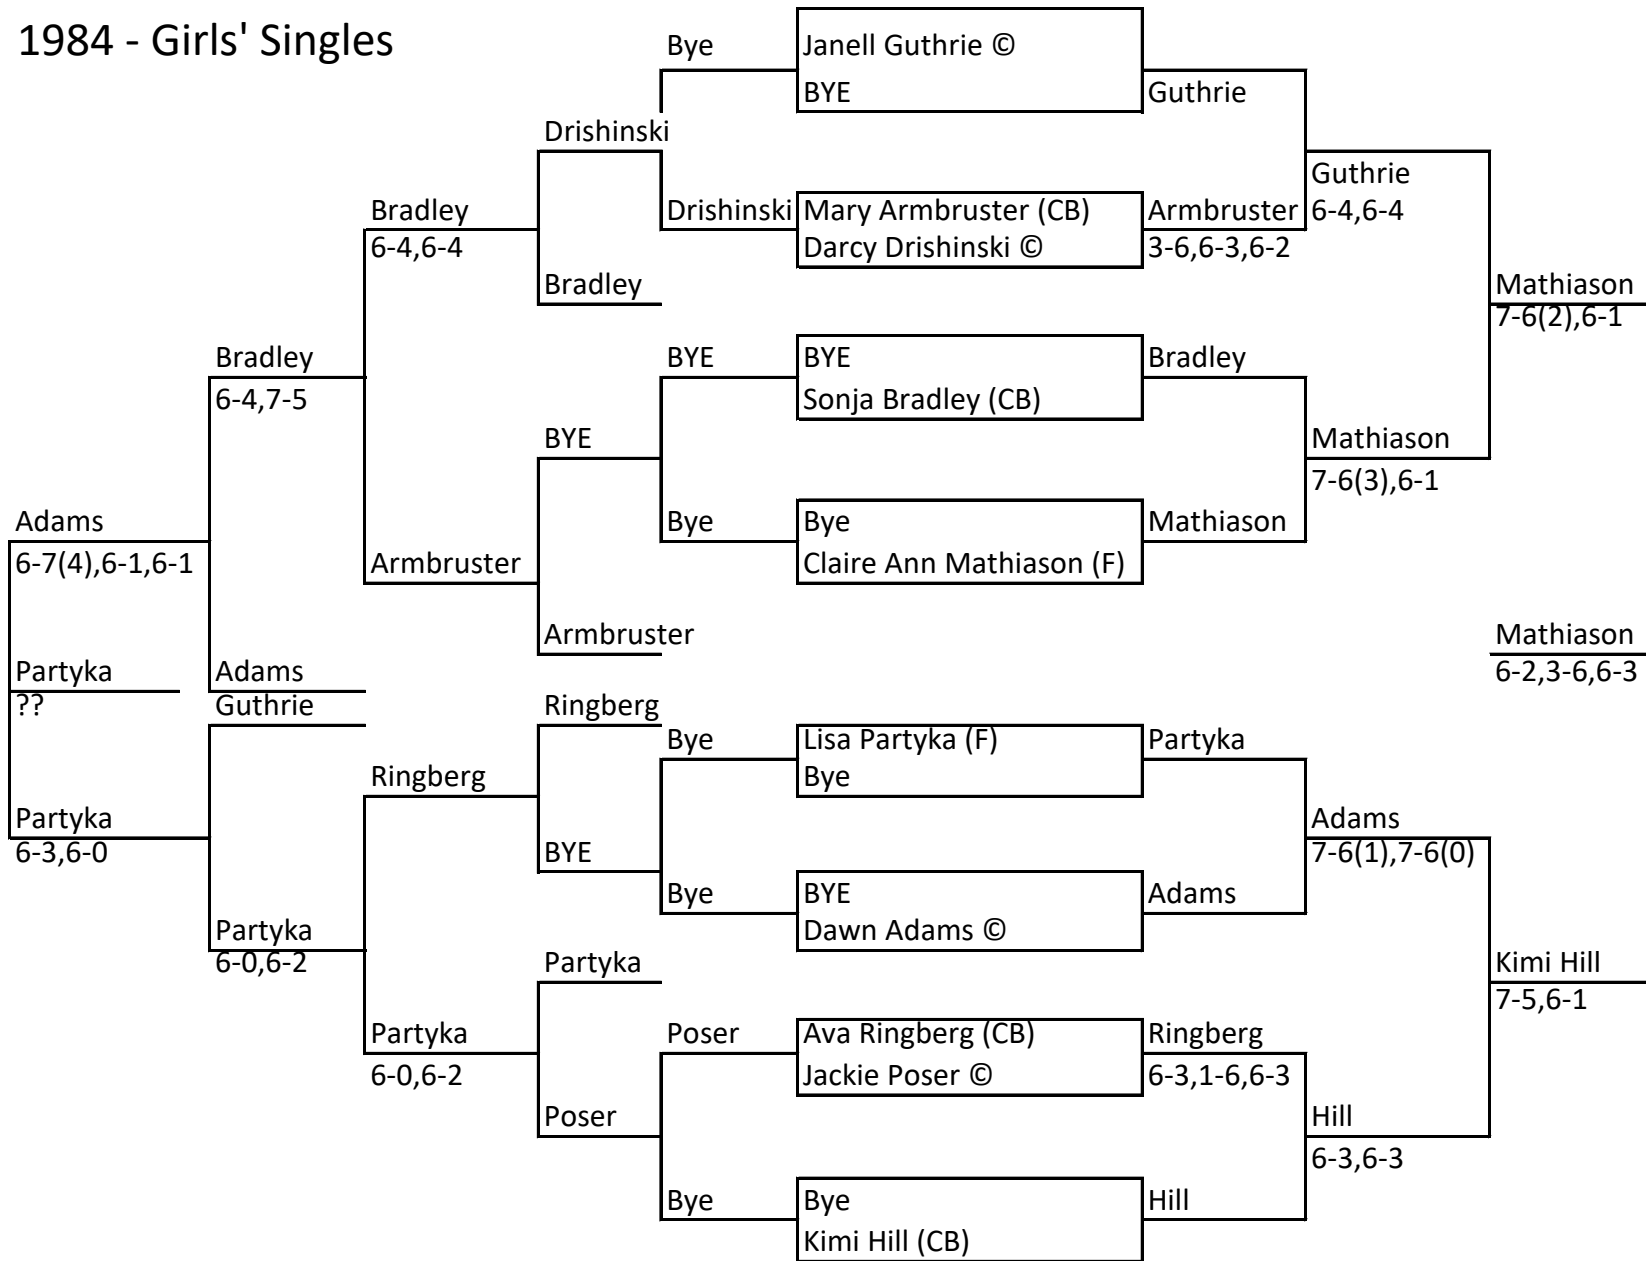 1984 - Girls' Singles
Bye
Janell Guthrie ©
BYE
Guthrie
Drishinski
Guthrie
6-4,6-4
Bradley
6-4,6-4
Drishinski
Mary Armbruster (CB)
Darcy Drishinski ©
Armbruster
3-6,6-3,6-2
Bradley
Mathiason
7-6(2),6-1
Bradley
6-4,7-5
BYE
BYE
Sonja Bradley (CB)
Bradley
BYE
Mathiason
7-6(3),6-1
Adams
6-7(4),6-1,6-1
Armbruster
Bye
Bye
Claire Ann Mathiason (F)
Mathiason
Armbruster
Mathiason
6-2,3-6,6-3
Partyka
??
Adams
Guthrie
Ringberg
Bye
Lisa Partyka (F)
Bye
Partyka
Ringberg
Partyka
6-3,6-0
BYE
Adams
7-6(1),7-6(0)
Bye
BYE
Dawn Adams ©
Adams
Partyka
6-0,6-2
Partyka
Kimi Hill
7-5,6-1
Partyka
6-0,6-2
Poser
Ava Ringberg (CB)
Jackie Poser ©
Ringberg
6-3,1-6,6-3
Poser
Hill
6-3,6-3
Bye
Bye
Kimi Hill (CB)
Hill